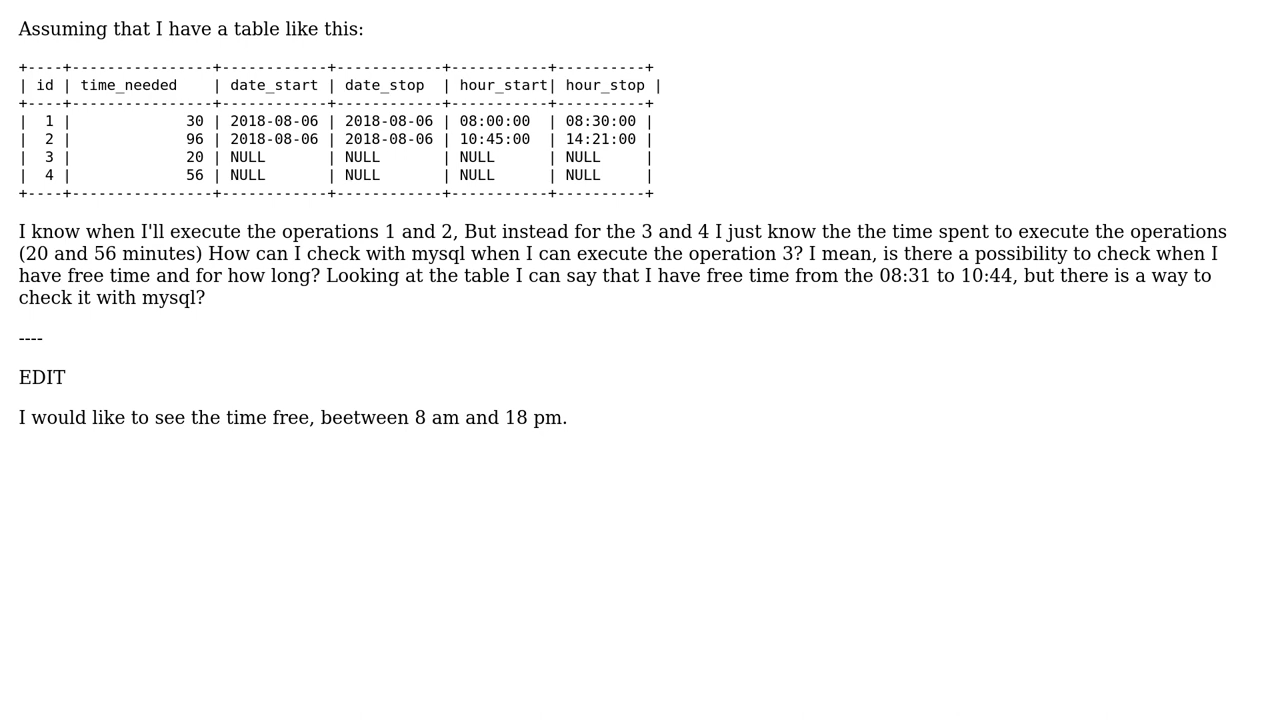 Assuming that I have a table like this:
+----+----------------+------------+------------+-----------+----------+
| id | time_needed    | date_start | date_stop  | hour_start| hour_stop |
+----+----------------+------------+------------+-----------+----------+
|  1 |             30 | 2018-08-06 | 2018-08-06 | 08:00:00  | 08:30:00 |
|  2 |             96 | 2018-08-06 | 2018-08-06 | 10:45:00  | 14:21:00 |
|  3 |             20 | NULL       | NULL       | NULL      | NULL     |
|  4 |             56 | NULL       | NULL       | NULL      | NULL     |
+----+----------------+------------+------------+-----------+----------+
I know when I'll execute the operations 1 and 2, But instead for the 3 and 4 I just know the the time spent to execute the operations
(20 and 56 minutes) How can I check with mysql when I can execute the operation 3? I mean, is there a possibility to check when I
have free time and for how long? Looking at the table I can say that I have free time from the 08:31 to 10:44, but there is a way to
check it with mysql?
----
EDIT
I would like to see the time free, beetween 8 am and 18 pm.